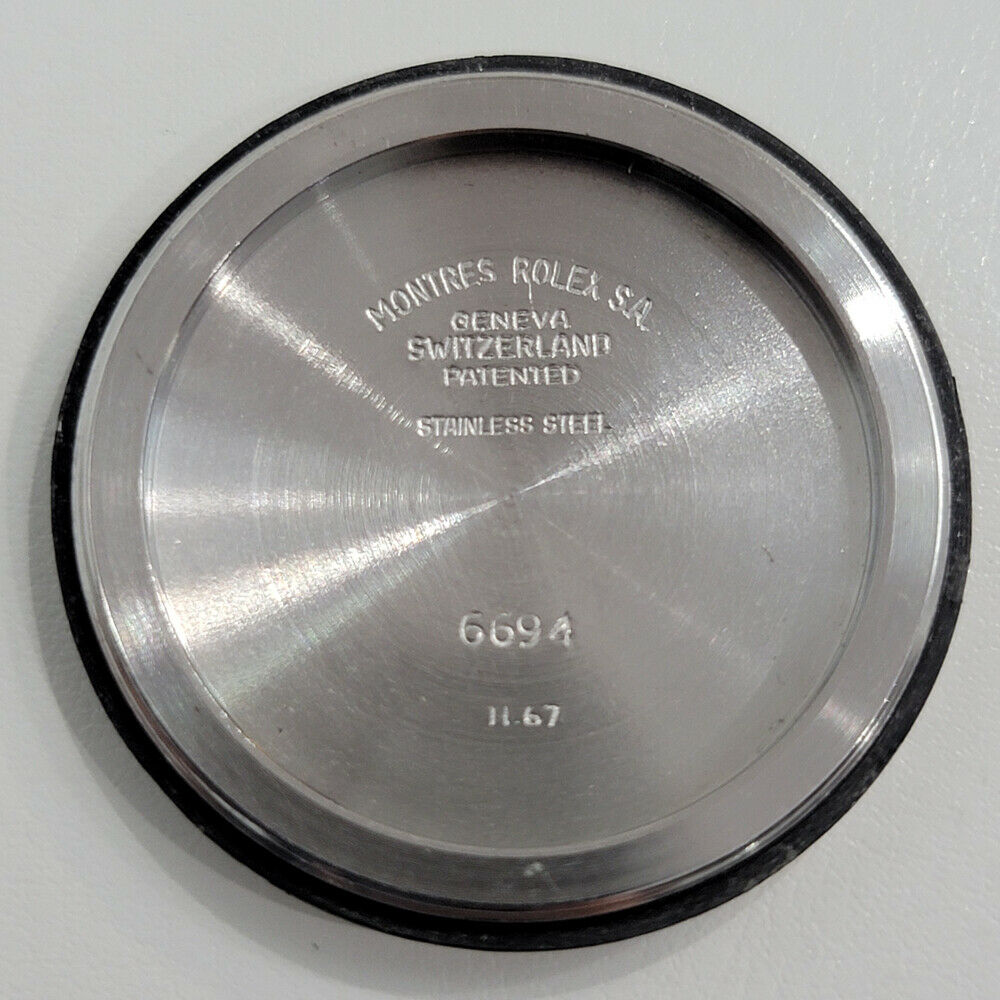 MONTRES ROLEX S.A.
GENEVA
SWITZERLAND
PATENTED
STAINLESS STEEL
6694
II.67